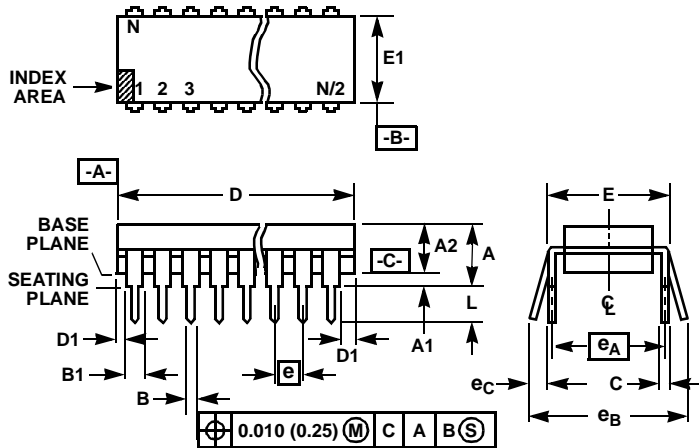 N
INDEX
AREA
1 2 3 N/2
E1
-B-
-A-
D
E
BASE
PLANE
A2
A
-C-
SEATING
PLANE
L
D1
D1
A1
B1
e
B
℄
eA
eC
C
eB
0.010 (0.25) Ⓜ C A B Ⓢ